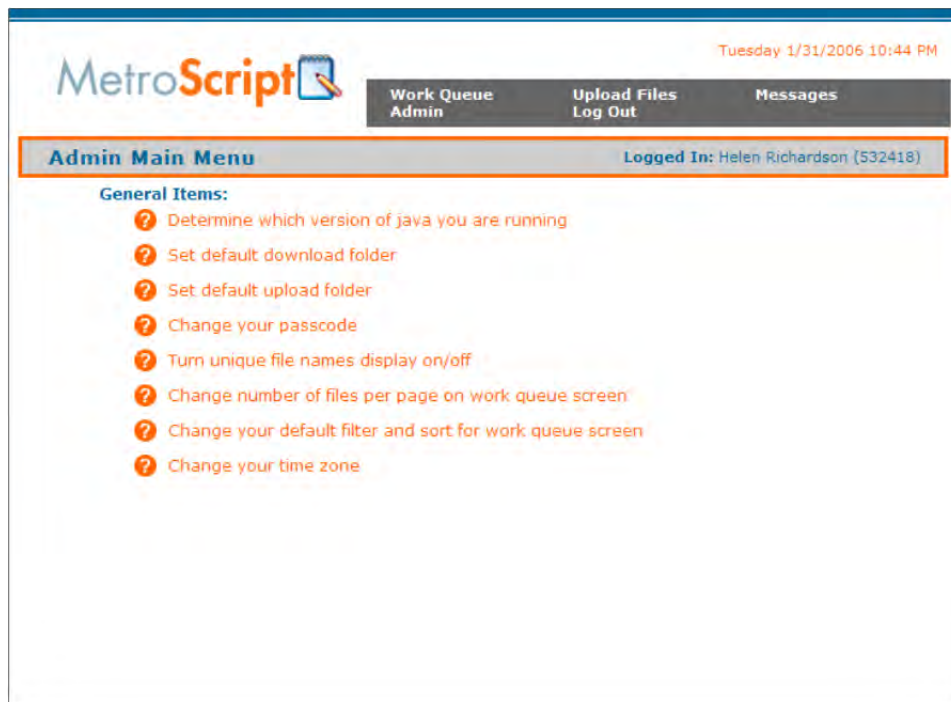 Tuesday 1/31/2006 10:44 PM
MetroScript
Work Queue Upload Files Messages
Admin Log Out
Admin Main Menu Logged In: Helen Richardson (532418)
General Items:
? Determine which version of java you are running
? Set default download folder
? Set default upload folder
? Change your passcode
? Turn unique file names display on/off
? Change number of files per page on work queue screen
? Change your default filter and sort for work queue screen
? Change your time zone